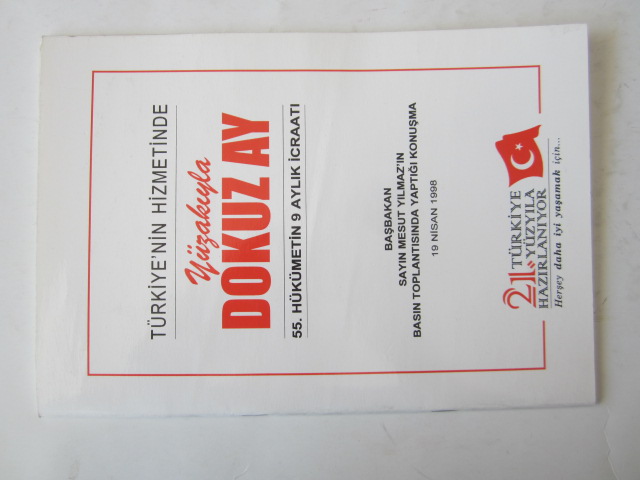 TÜRKİYE'NİN HİZMETİNDE
Yüzakıyla
DOKUZ AY
55. HÜKÜMETİN 9 AYLIK İCRAATI
BAŞBAKAN
SAYIN MESUT YILMAZ'IN
BASIN TOPLANTISINDA YAPTIĞI KONUŞMA
19 NİSAN 1998
TÜRKİYE
21. YÜZYILA
HAZIRLANIYOR
Herşey daha iyi yaşamak için...